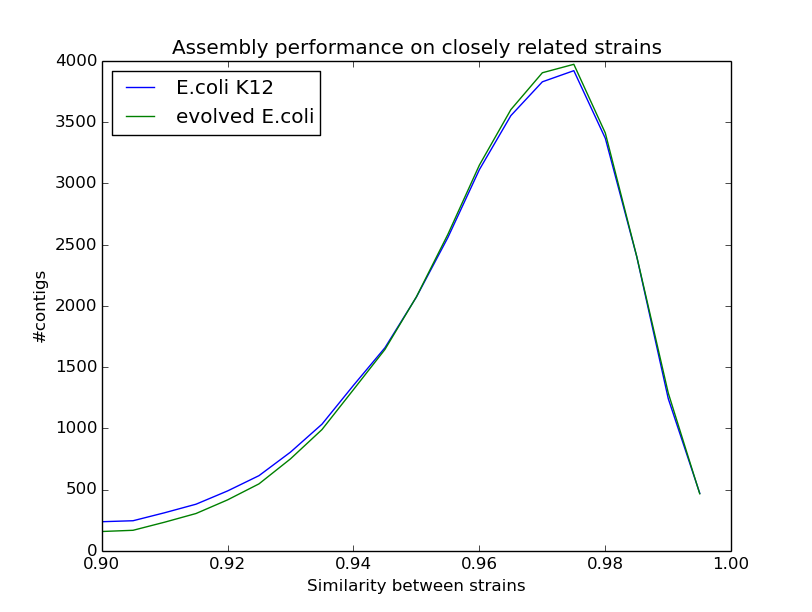 Assembly performance on closely related strains
E.coli K12
evolved E.coli
4000
3500
3000
2500
2000
1500
1000
500
0
#contigs
0.90 0.92 0.94 0.96 0.98 1.00
Similarity between strains